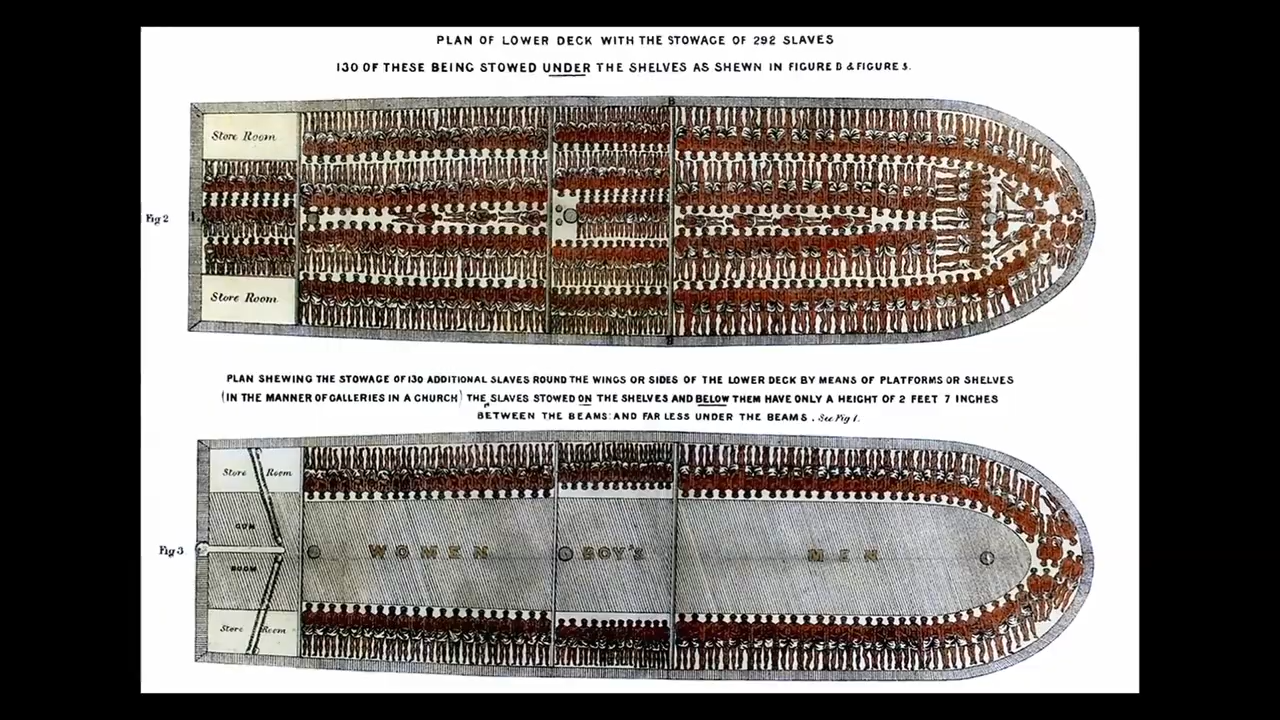 PLAN OF LOWER DECK WITH THE STOWAGE OF 292 SLAVES
130 OF THESE BEING STOWED UNDER THE SHELVES AS SHEWN IN FIGURE D & FIGURE 5.
B
Store Room
Fig 2
Store Room
B
PLAN SHEWING THE STOWAGE OF 130 ADDITIONAL SLAVES ROUND THE WINGS OR SIDES OF THE LOWER DECK BY MEANS OF PLATFORMS OR SHELVES
(IN THE MANNER OF GALLERIES IN A CHURCH) THE SLAVES STOWED ON THE SHELVES AND BELOW THEM HAVE ONLY A HEIGHT OF 2 FEET 7 INCHES
BETWEEN THE BEAMS: AND FAR LESS UNDER THE BEAMS. See Fig 1.
Store Room
GUN
Fig 3
WOMEN BOY'S MEN
ROOM
Store Room